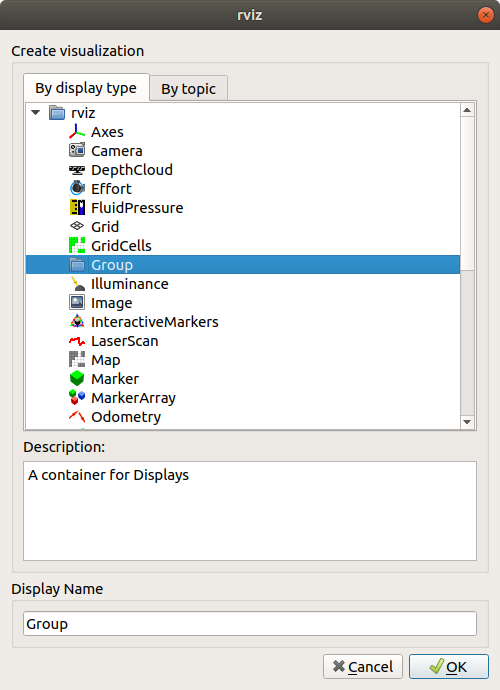 rviz
Create visualization
By display type
By topic
rviz
Axes
Camera
DepthCloud
Effort
FluidPressure
Grid
GridCells
Group
Illuminance
Image
InteractiveMarkers
LaserScan
Map
Marker
MarkerArray
Odometry
Description:
A container for Displays
Display Name
Group
Cancel
OK